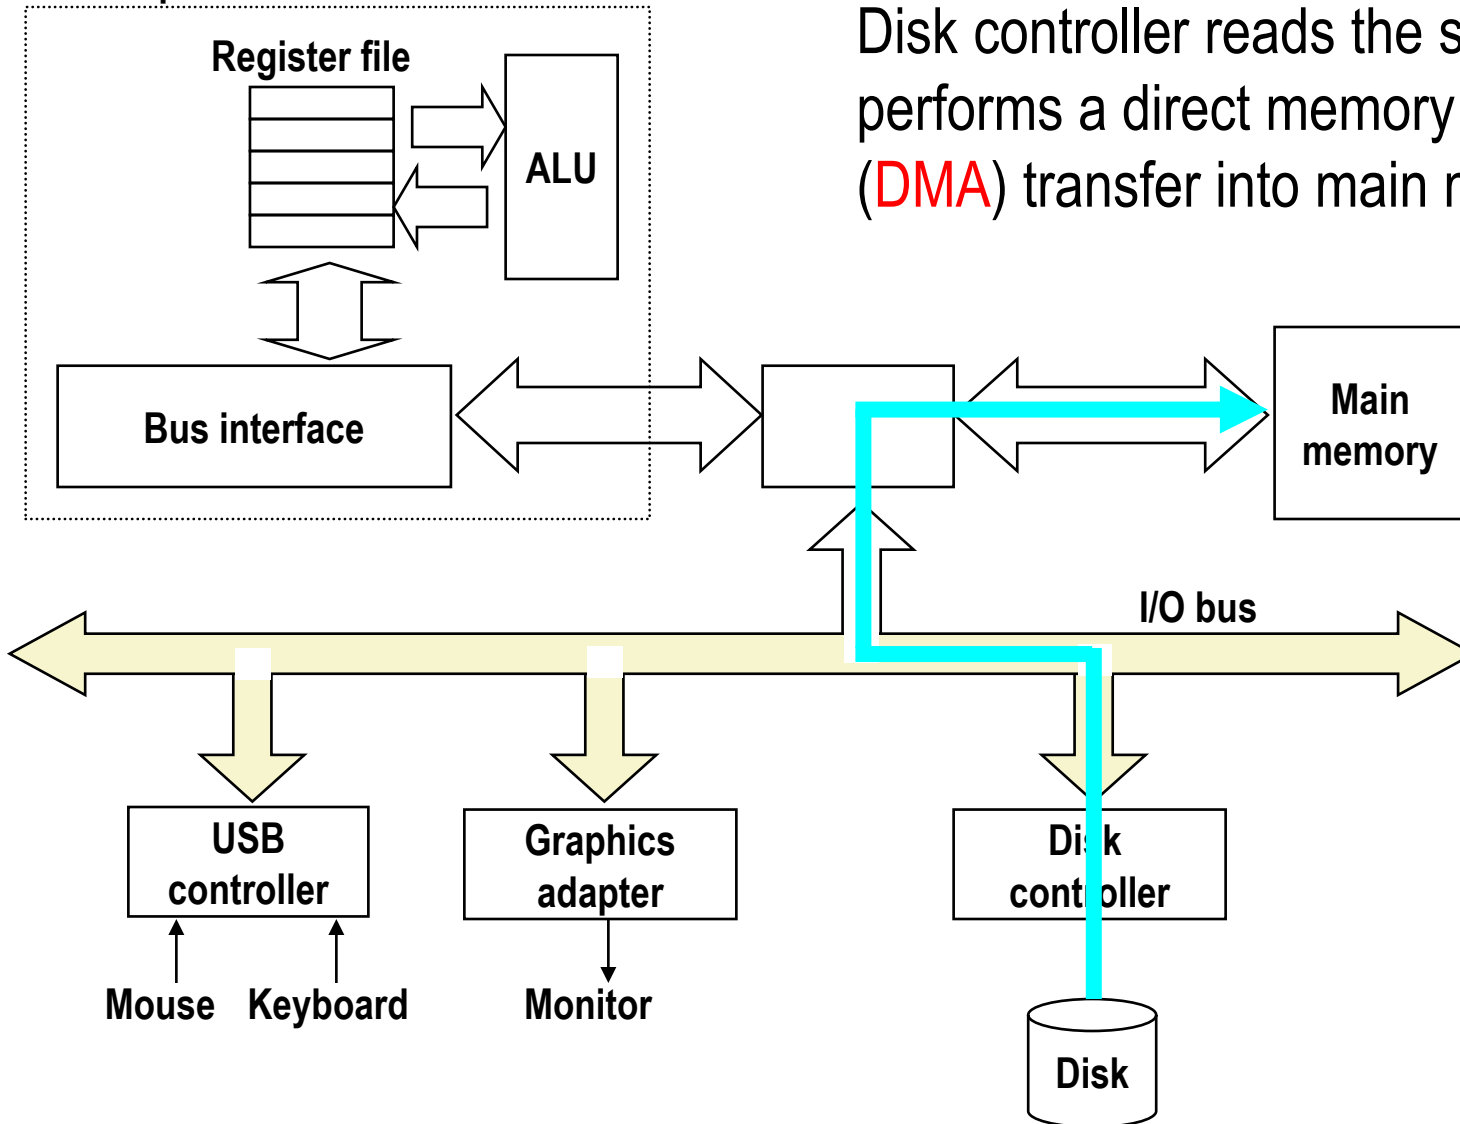 Disk controller reads the s
performs a direct memory
(DMA) transfer into main
Register file
ALU
Bus interface
Main
memory
I/O bus
USB
controller
Graphics
adapter
Disk
controller
Mouse Keyboard
Monitor
Disk